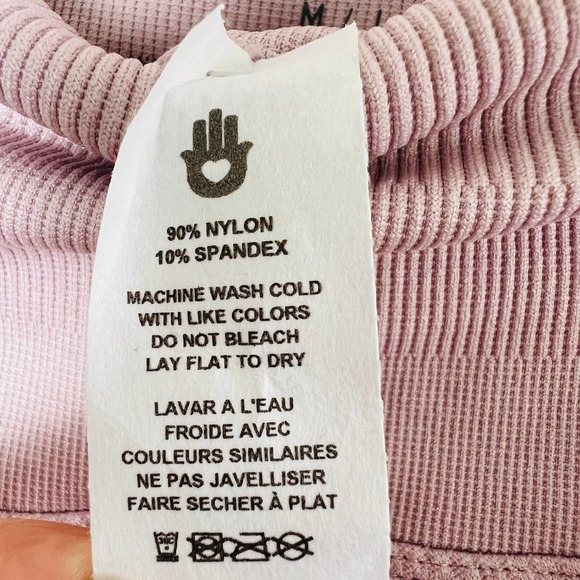 M / L
90% NYLON
10% SPANDEX
MACHINE WASH COLD
WITH LIKE COLORS
DO NOT BLEACH
LAY FLAT TO DRY
LAVAR A L'EAU
FROIDE AVEC
COULEURS SIMILAIRES
NE PAS JAVELLISER
FAIRE SECHER À PLAT